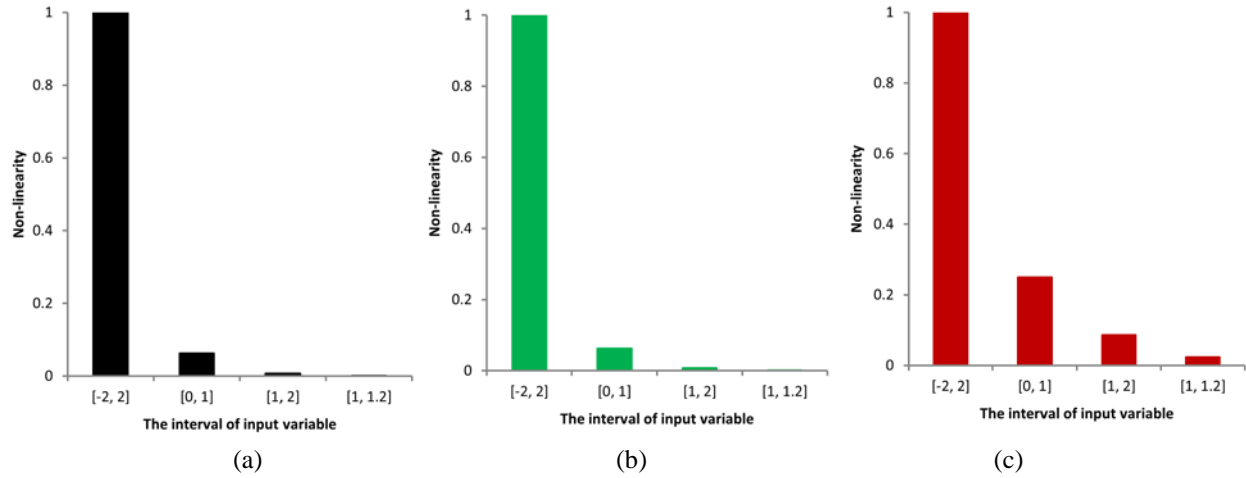 1
0.8
0.6
0.4
0.2
0
Non-linearity
[-2, 2] [0, 1] [1, 2] [1, 1.2]
The interval of input variable
(a)
1
0.8
0.6
0.4
0.2
0
Non-linearity
[-2, 2] [0, 1] [1, 2] [1, 1.2]
The interval of input variable
(b)
1
0.8
0.6
0.4
0.2
0
Non-linearity
[-2, 2] [0, 1] [1, 2] [1, 1.2]
The interval of input variable
(c)